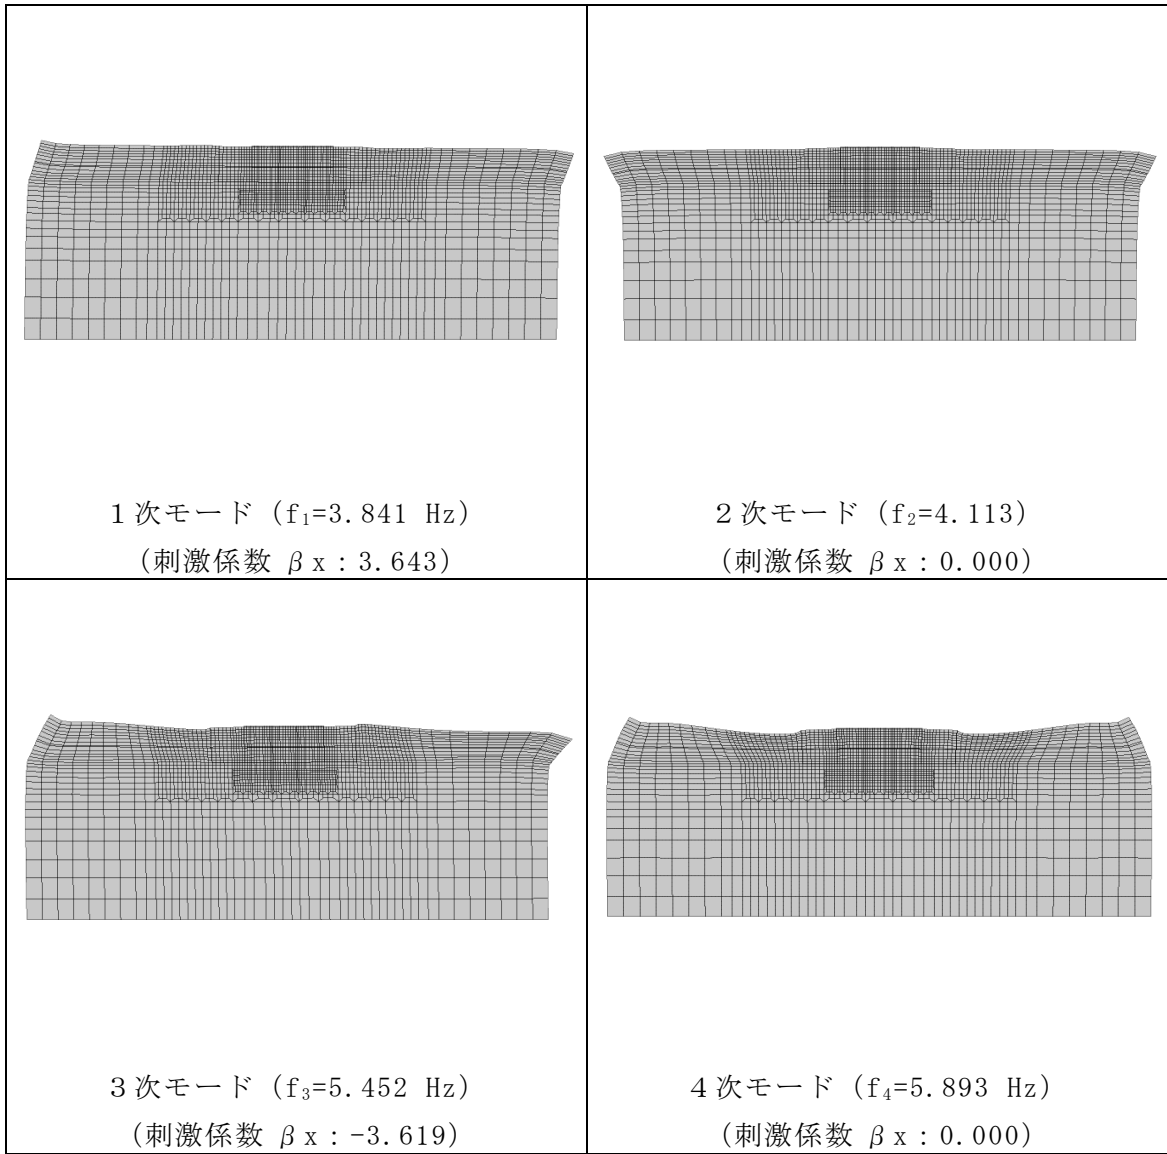 １次モード (f₁=3.841 Hz)
(刺激係数 βx：3.643)
２次モード (f₂=4.113)
(刺激係数 βx：0.000)
３次モード (f₃=5.452 Hz)
(刺激係数 βx：-3.619)
４次モード (f₄=5.893 Hz)
(刺激係数 βx：0.000)